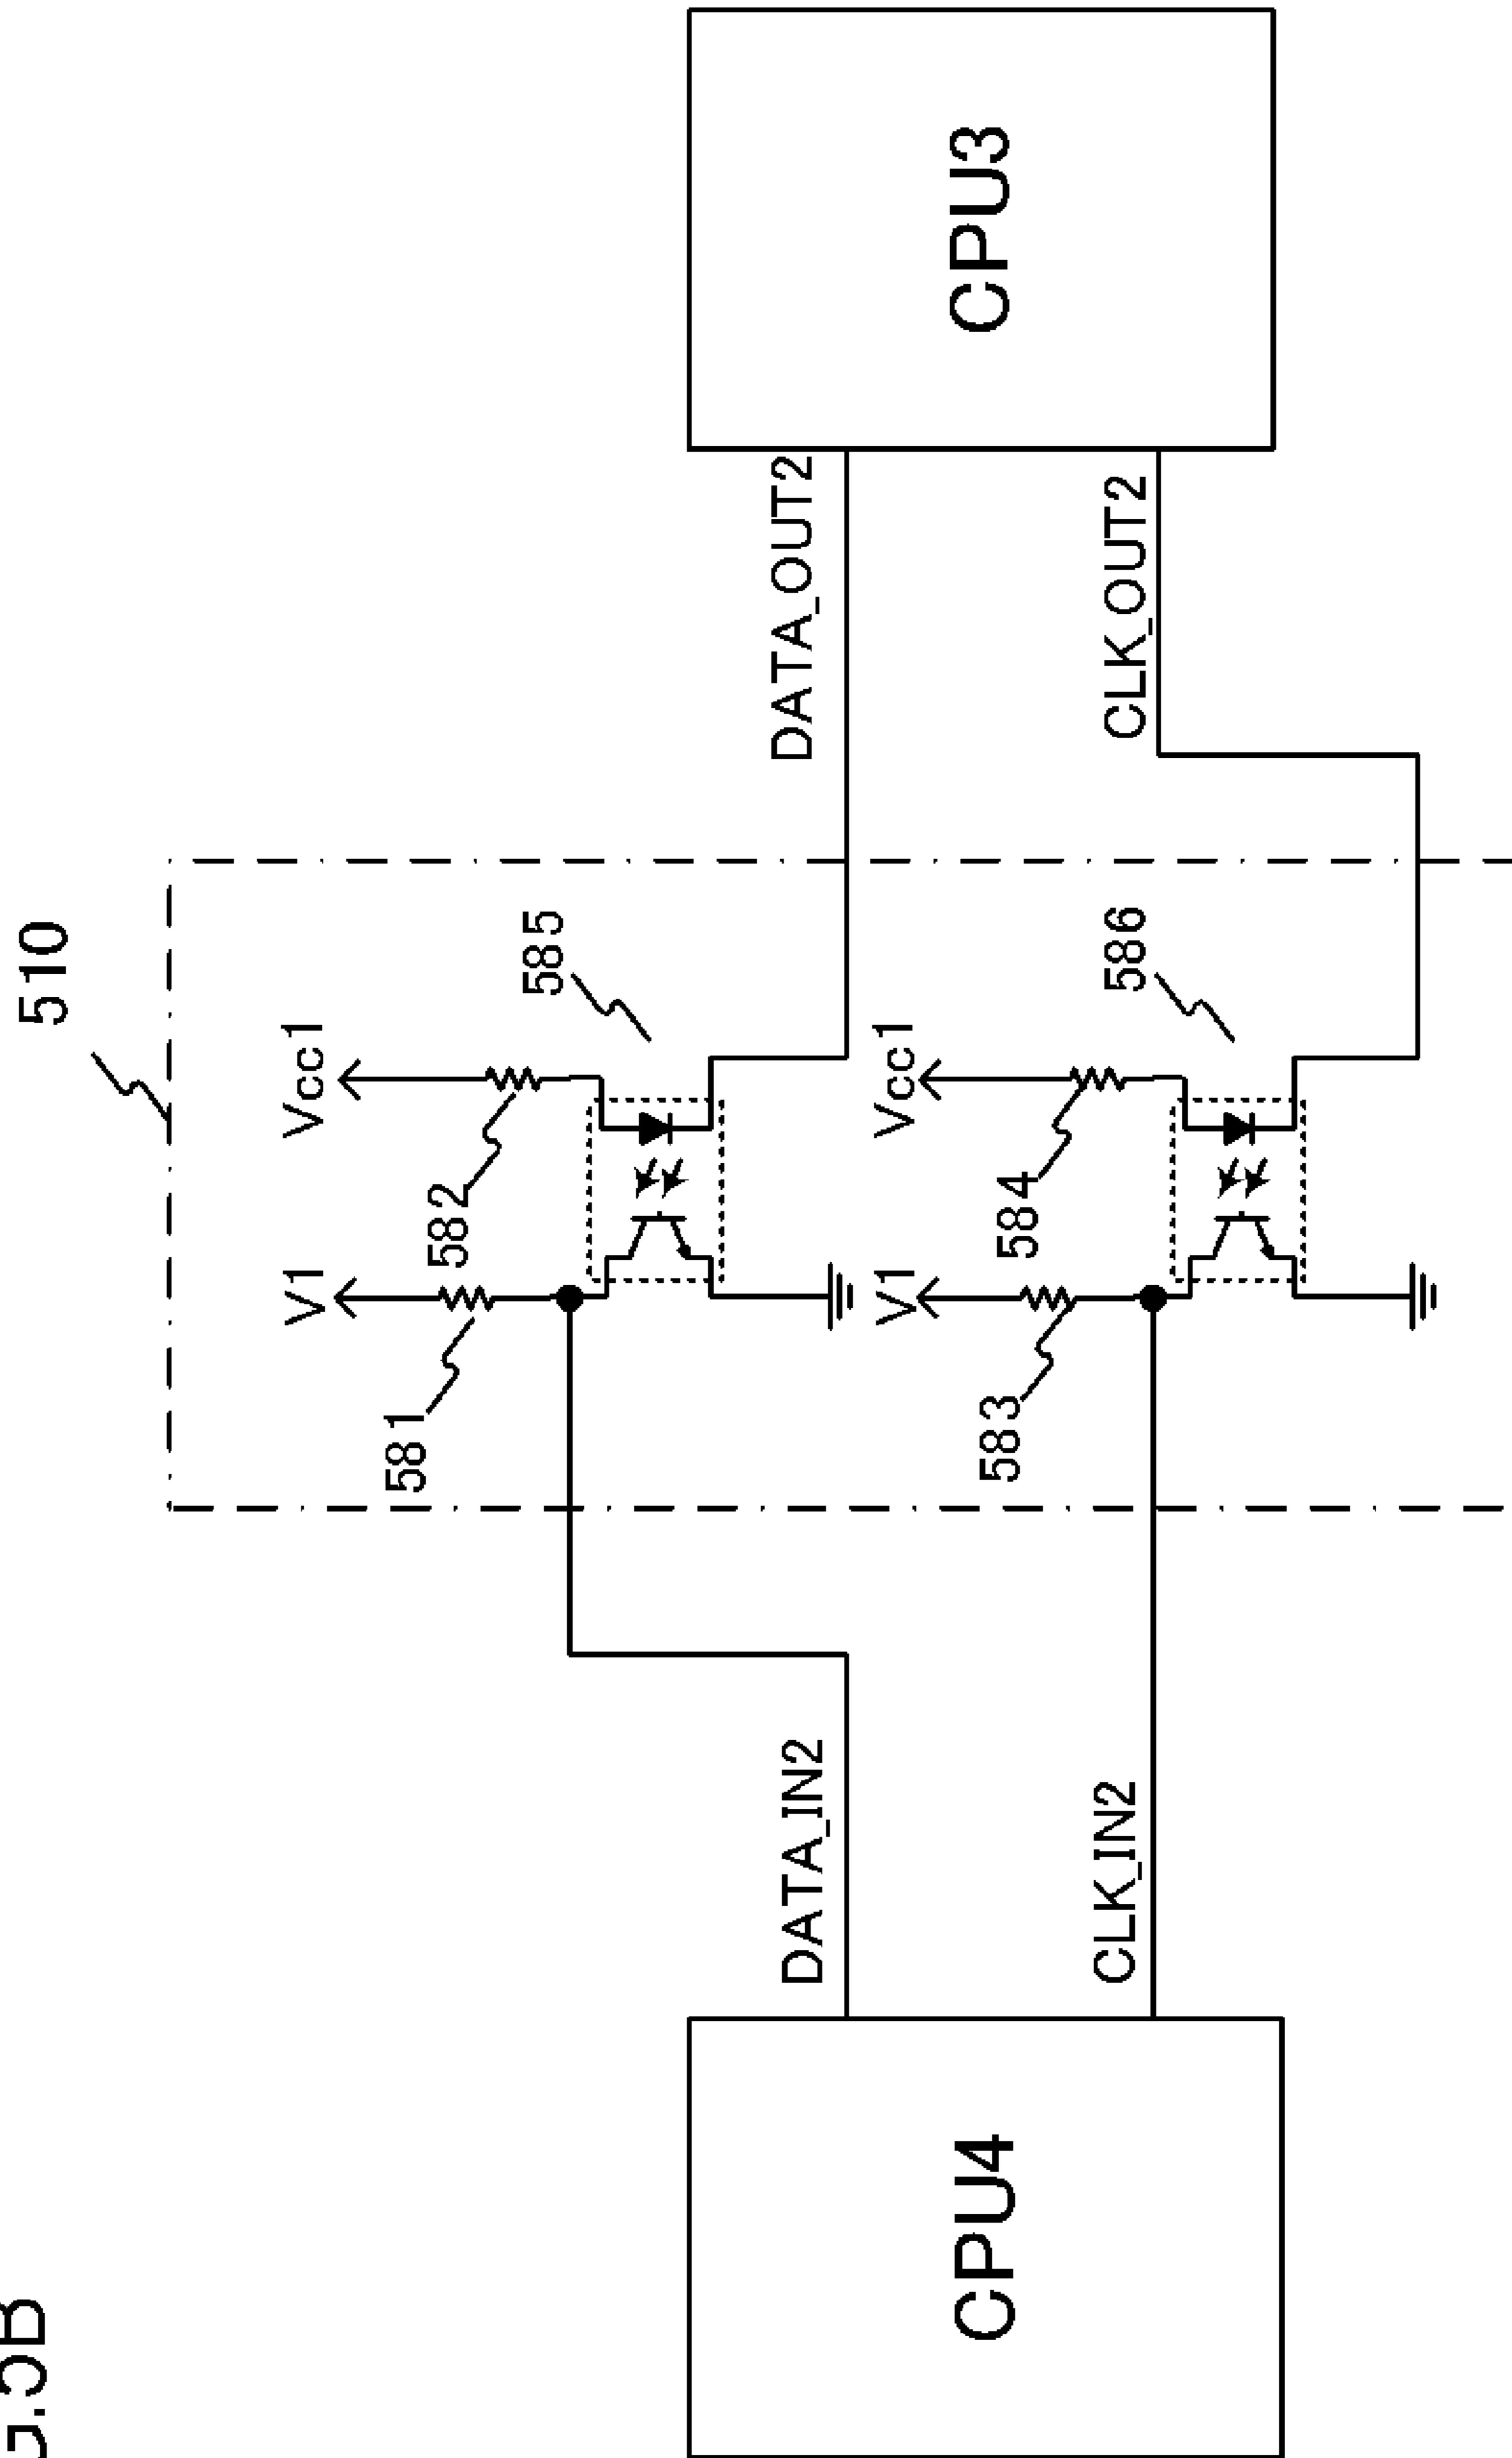 510
Vcc1
V1
582
581
585
DATA_OUT2
DATA_IN2
CPU3
CPU4
Vcc1
V1
584
583
586
CLK_OUT2
CLK_IN2